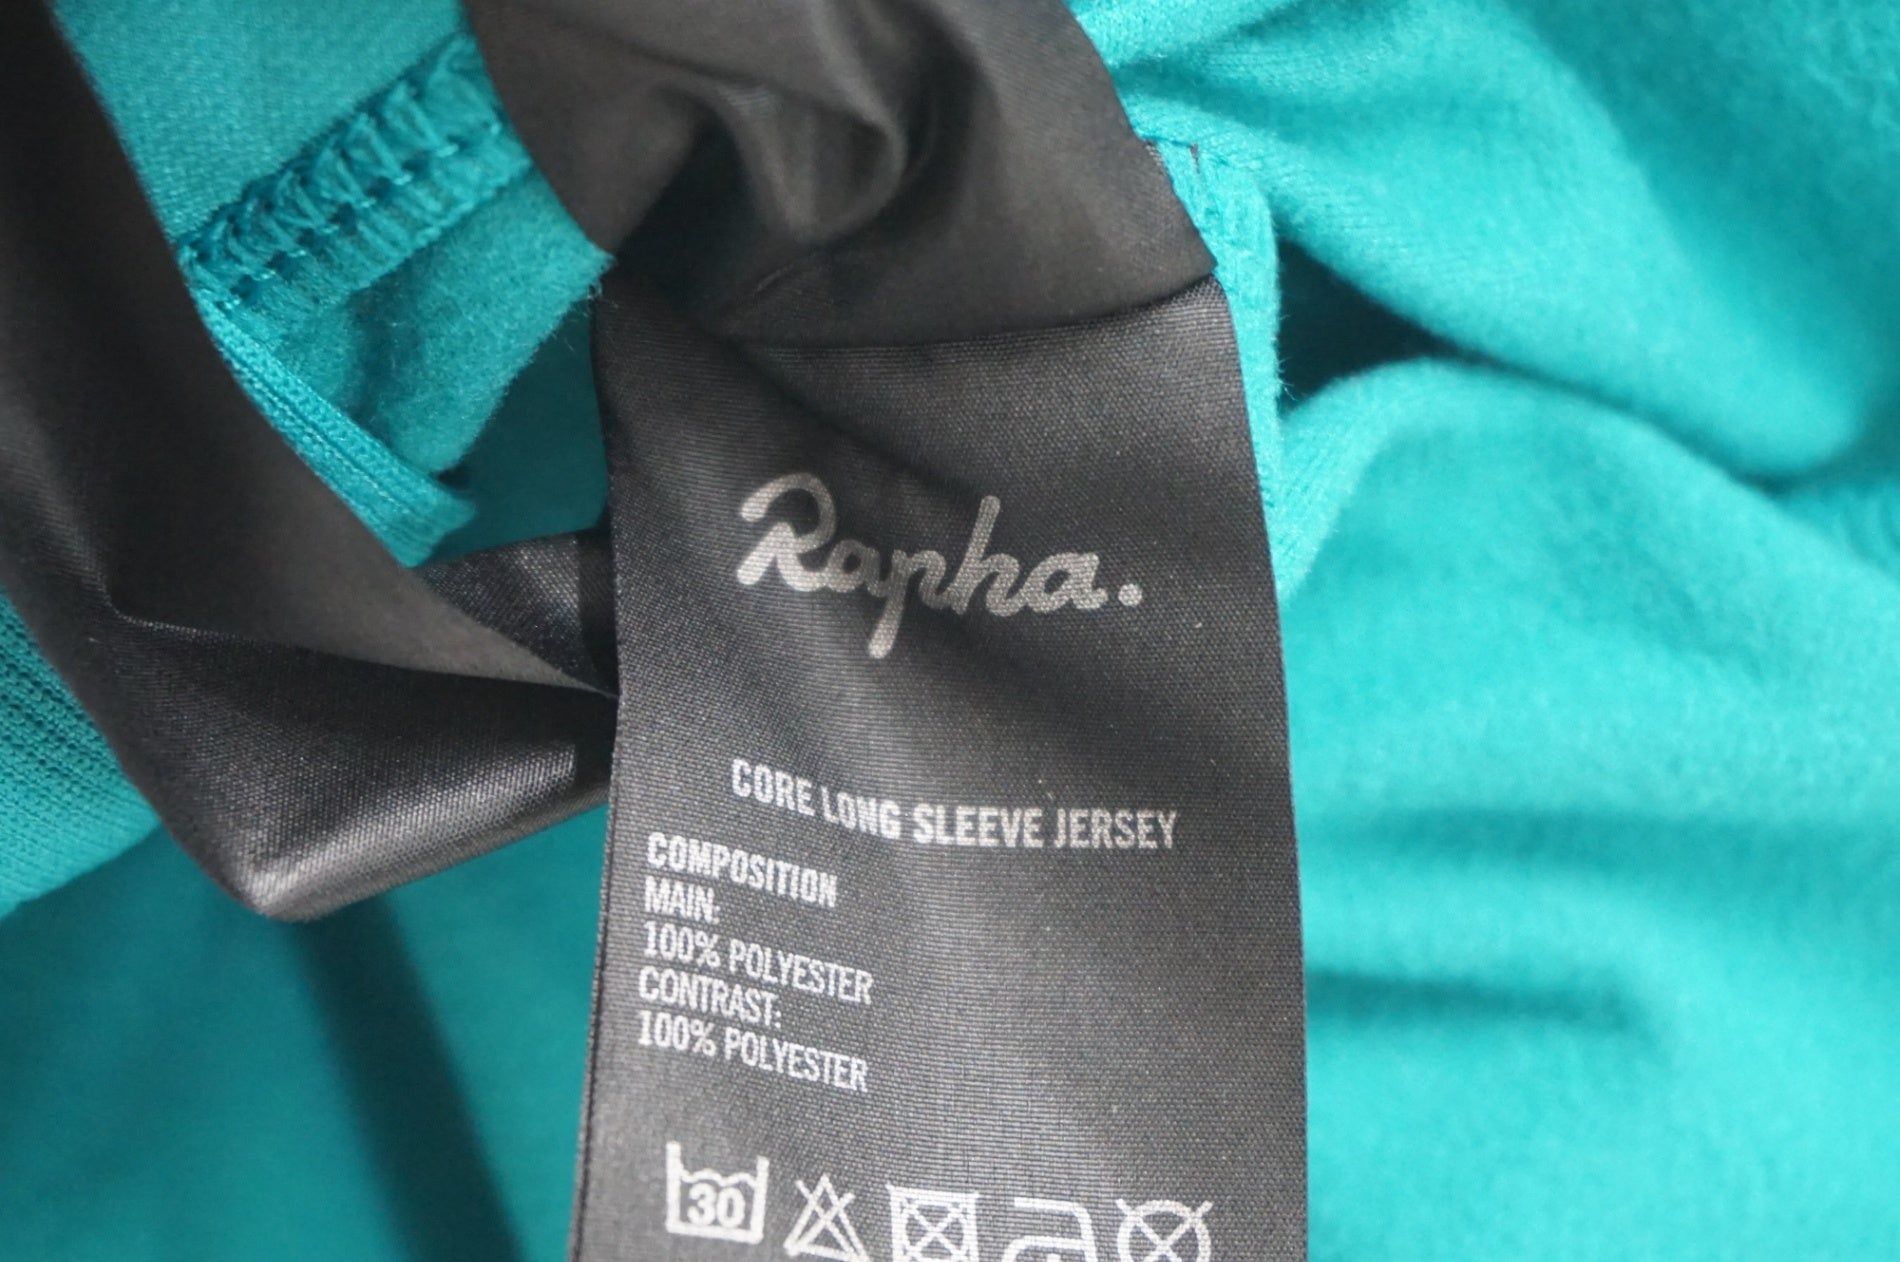 Rapha.
CORE LONG SLEEVE JERSEY
COMPOSITION
MAIN:
100% POLYESTER
CONTRAST:
100% POLYESTER
30